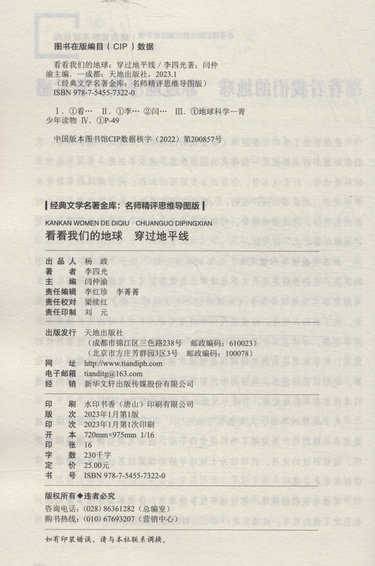 图书在版编目（CIP）数据
看看我们的地球：穿过地平线 / 李四光著；闫仲
渝主编. —成都：天地出版社，2023.1
（经典文学名著金库：名师精评思维导图版）
ISBN 978-7-5455-7322-0
Ⅰ. ①看… Ⅱ. ①李… ②闫… Ⅲ. ①地球科学—青
少年读物 Ⅳ. ①P-49
中国版本图书馆CIP数据核字（2022）第200857号
经典文学名著金库：名师精评思维导图版
KANKAN WOMEN DE DIQIU CHUANGUO DIPINGXIAN
看看我们的地球 穿过地平线
出品人 杨 政
著者 李四光
主编 闫仲渝
责任编辑 李红珍 李菁菁
责任校对 梁续红
责任印制 刘 元
出版发行 天地出版社
（成都市锦江区三色路238号 邮政编码：610023）
（北京市方庄芳群园3区3号 邮政编码：100078）
网址 http://www.tiandiph.com
电子邮箱 tianditg@163.com
经销 新华文轩出版传媒股份有限公司
印刷 水印书香（唐山）印刷有限公司
版次 2023年1月第1版
印次 2023年1月第1次印刷
开本 720mm×975mm 1/16
印张 16
字数 230千字
定价 25.00元
书号 ISBN 978-7-5455-7322-0
版权所有◆违者必究
咨询电话：（028）86361282（总编室）
购书热线：（010）67693207（营销中心）
如有印装错误，请与本社联系调换。